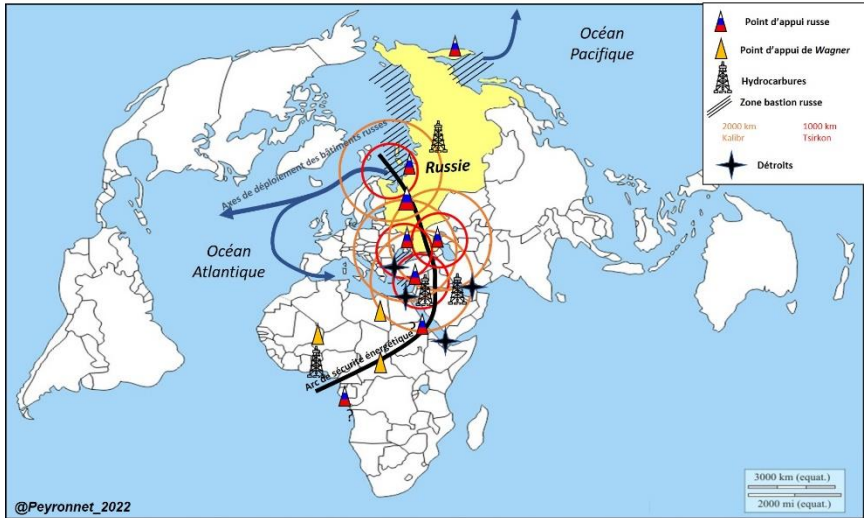 Océan
Pacifique
Point d'appui russe
Point d'appui de Wagner
Hydrocarbures
Zone bastion russe
2000 km
Kalibr
1000 km
Tsirkon
Détroits
Russie
Axes de déploiement des bâtiments russes
Océan
Atlantique
Arc de sécurité énergétique
?
?
3000 km (equat.)
2000 mi (equat.)
@Peyronnet_2022